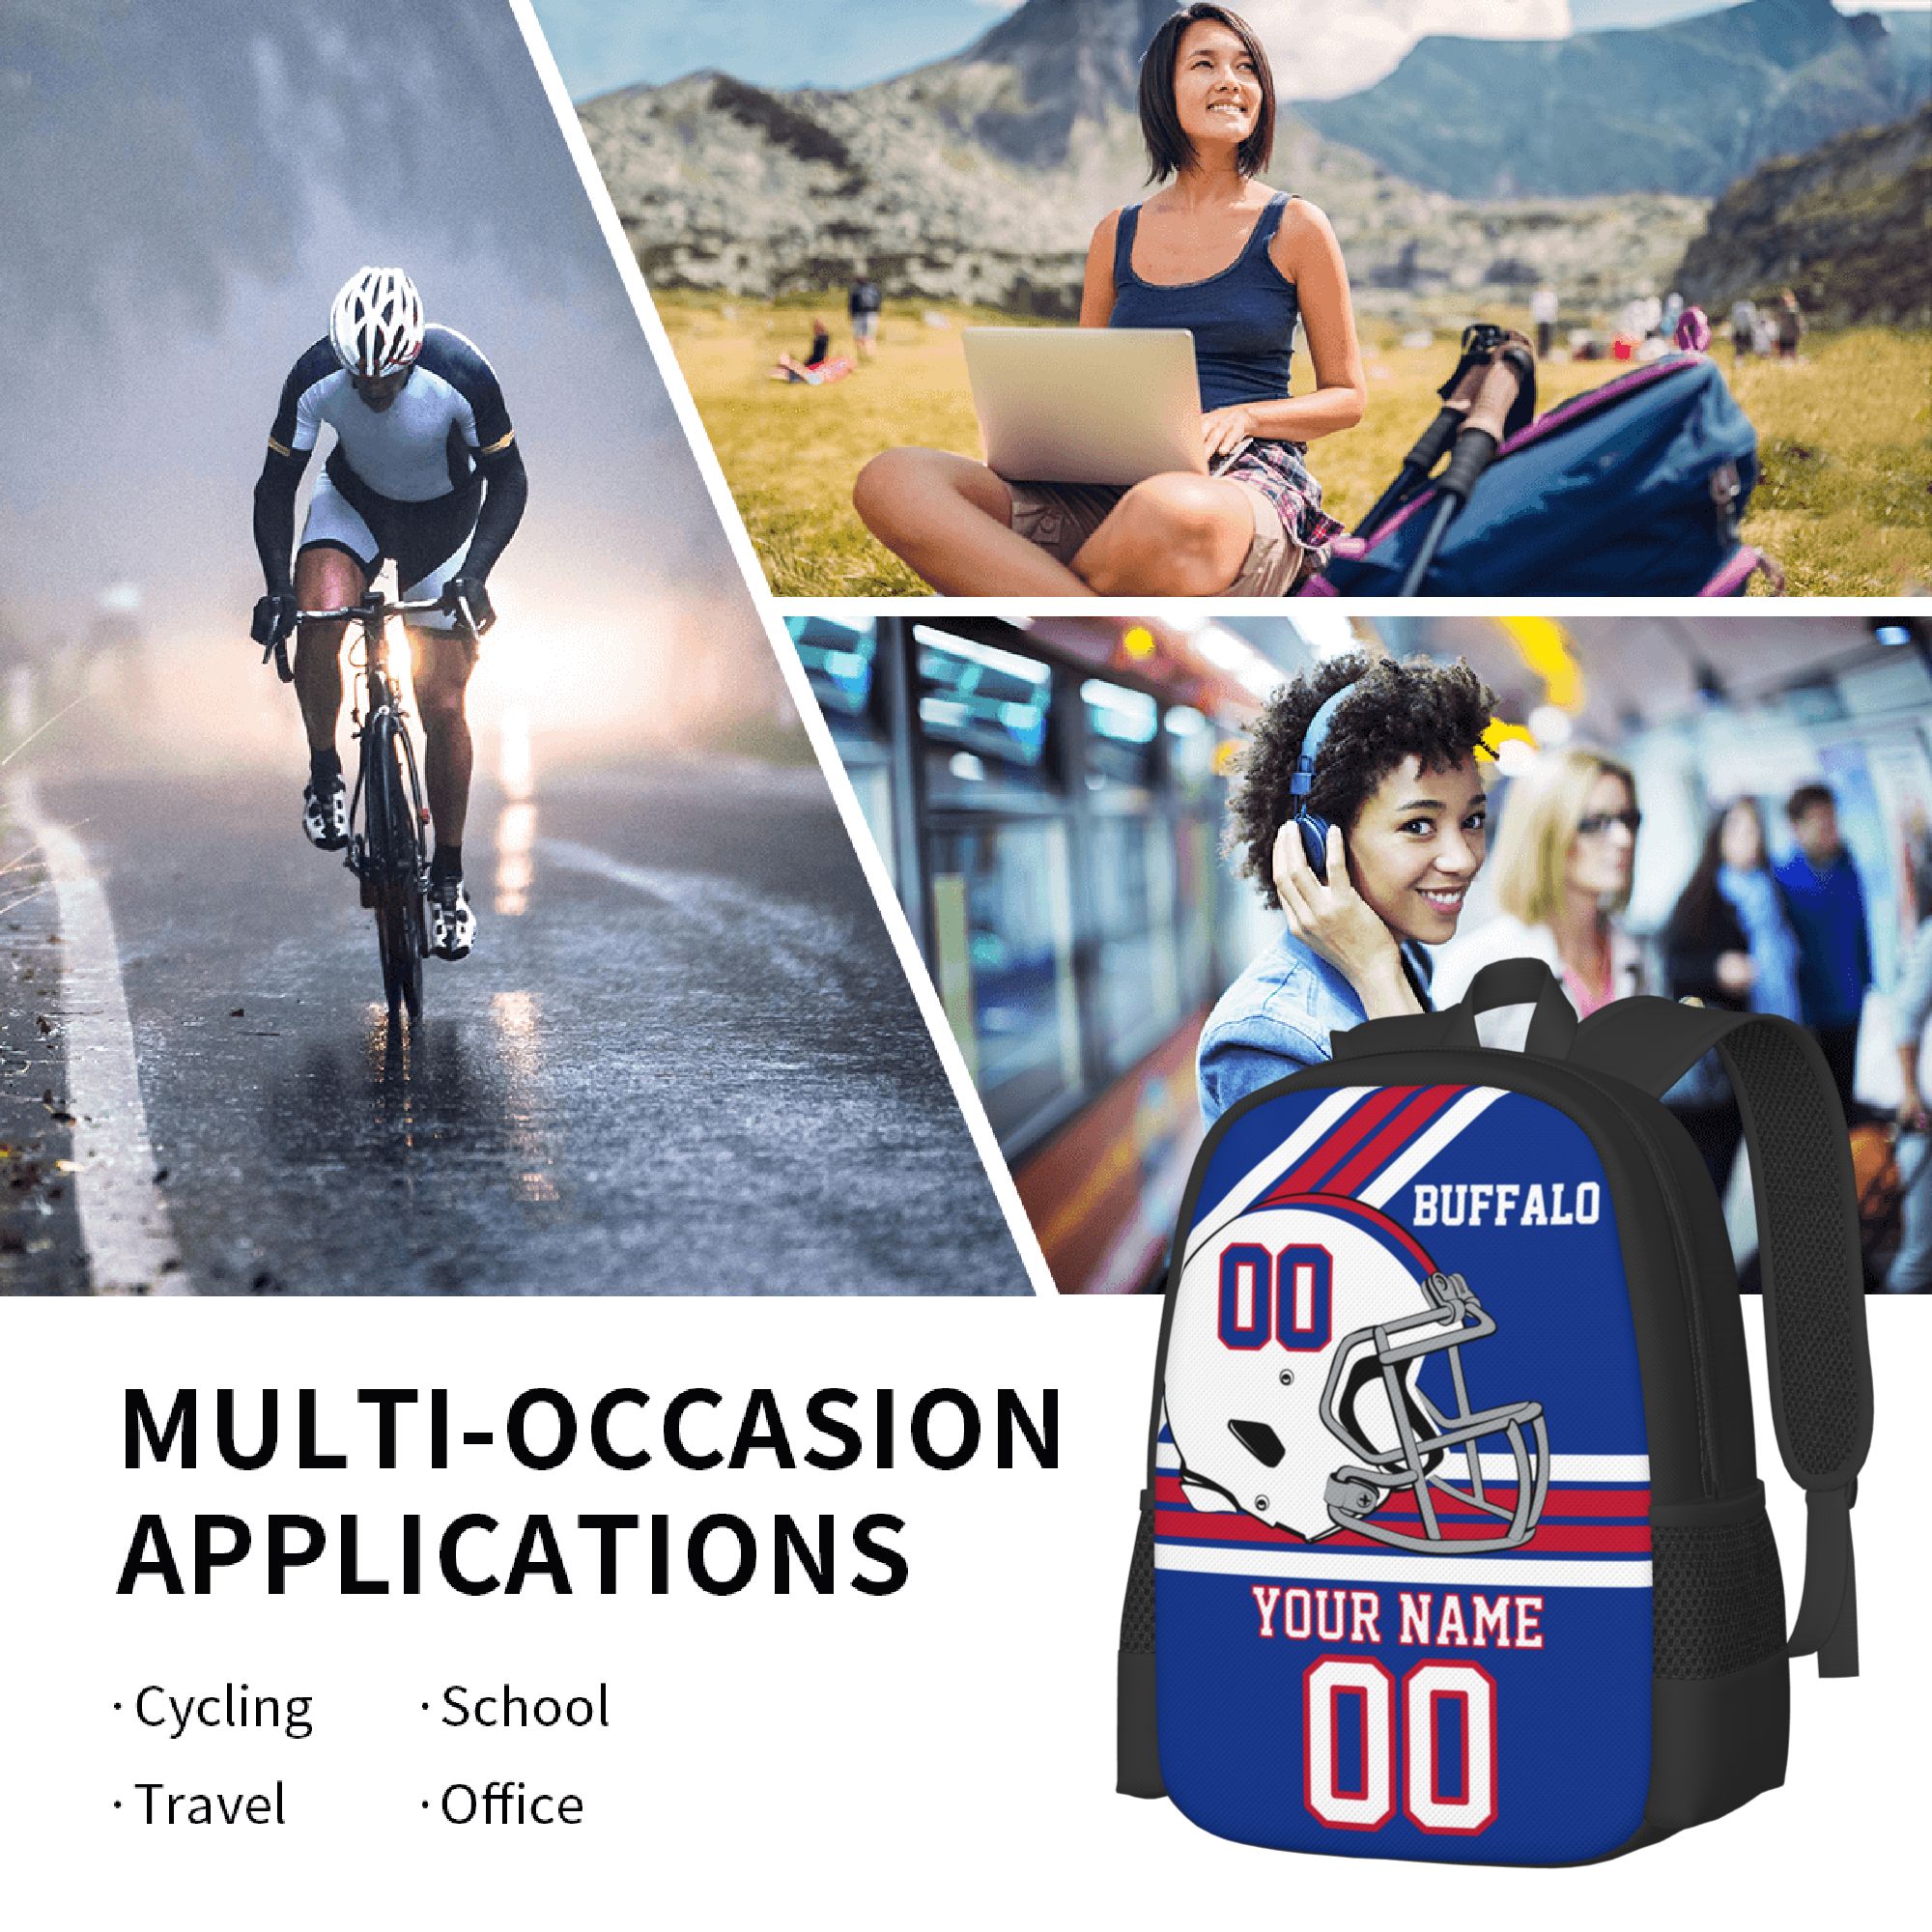 BUFFALO
00
MULTI-OCCASION
APPLICATIONS
· Cycling
· School
· Travel
· Office
YOUR NAME
00